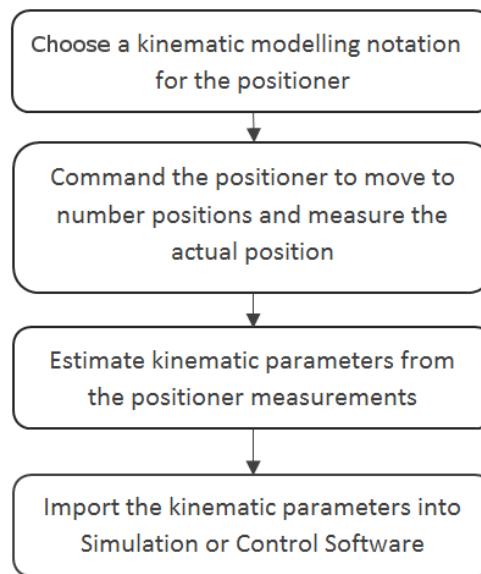 Choose a kinematic modelling notation
for the positioner
Command the positioner to move to
number positions and measure the
actual position
Estimate kinematic parameters from
the positioner measurements
Import the kinematic parameters into
Simulation or Control Software